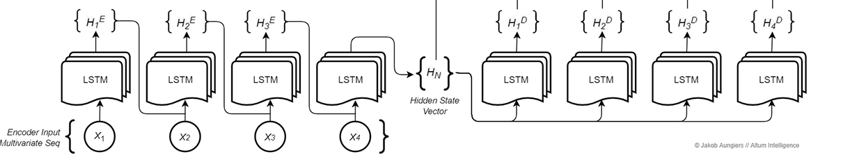 { H₁ᴱ } { H₂ᴱ } { H₃ᴱ } { H₁ᴰ } { H₂ᴰ } { H₃ᴰ } { H₄ᴰ }
LSTM LSTM LSTM LSTM { Hɴ } LSTM LSTM LSTM LSTM
Hidden State
Vector
Encoder Input
Multivariate Seq
{ X₁ X₂ X₃ X₄ }
© Jakob Aungiers // Altum Intelligence